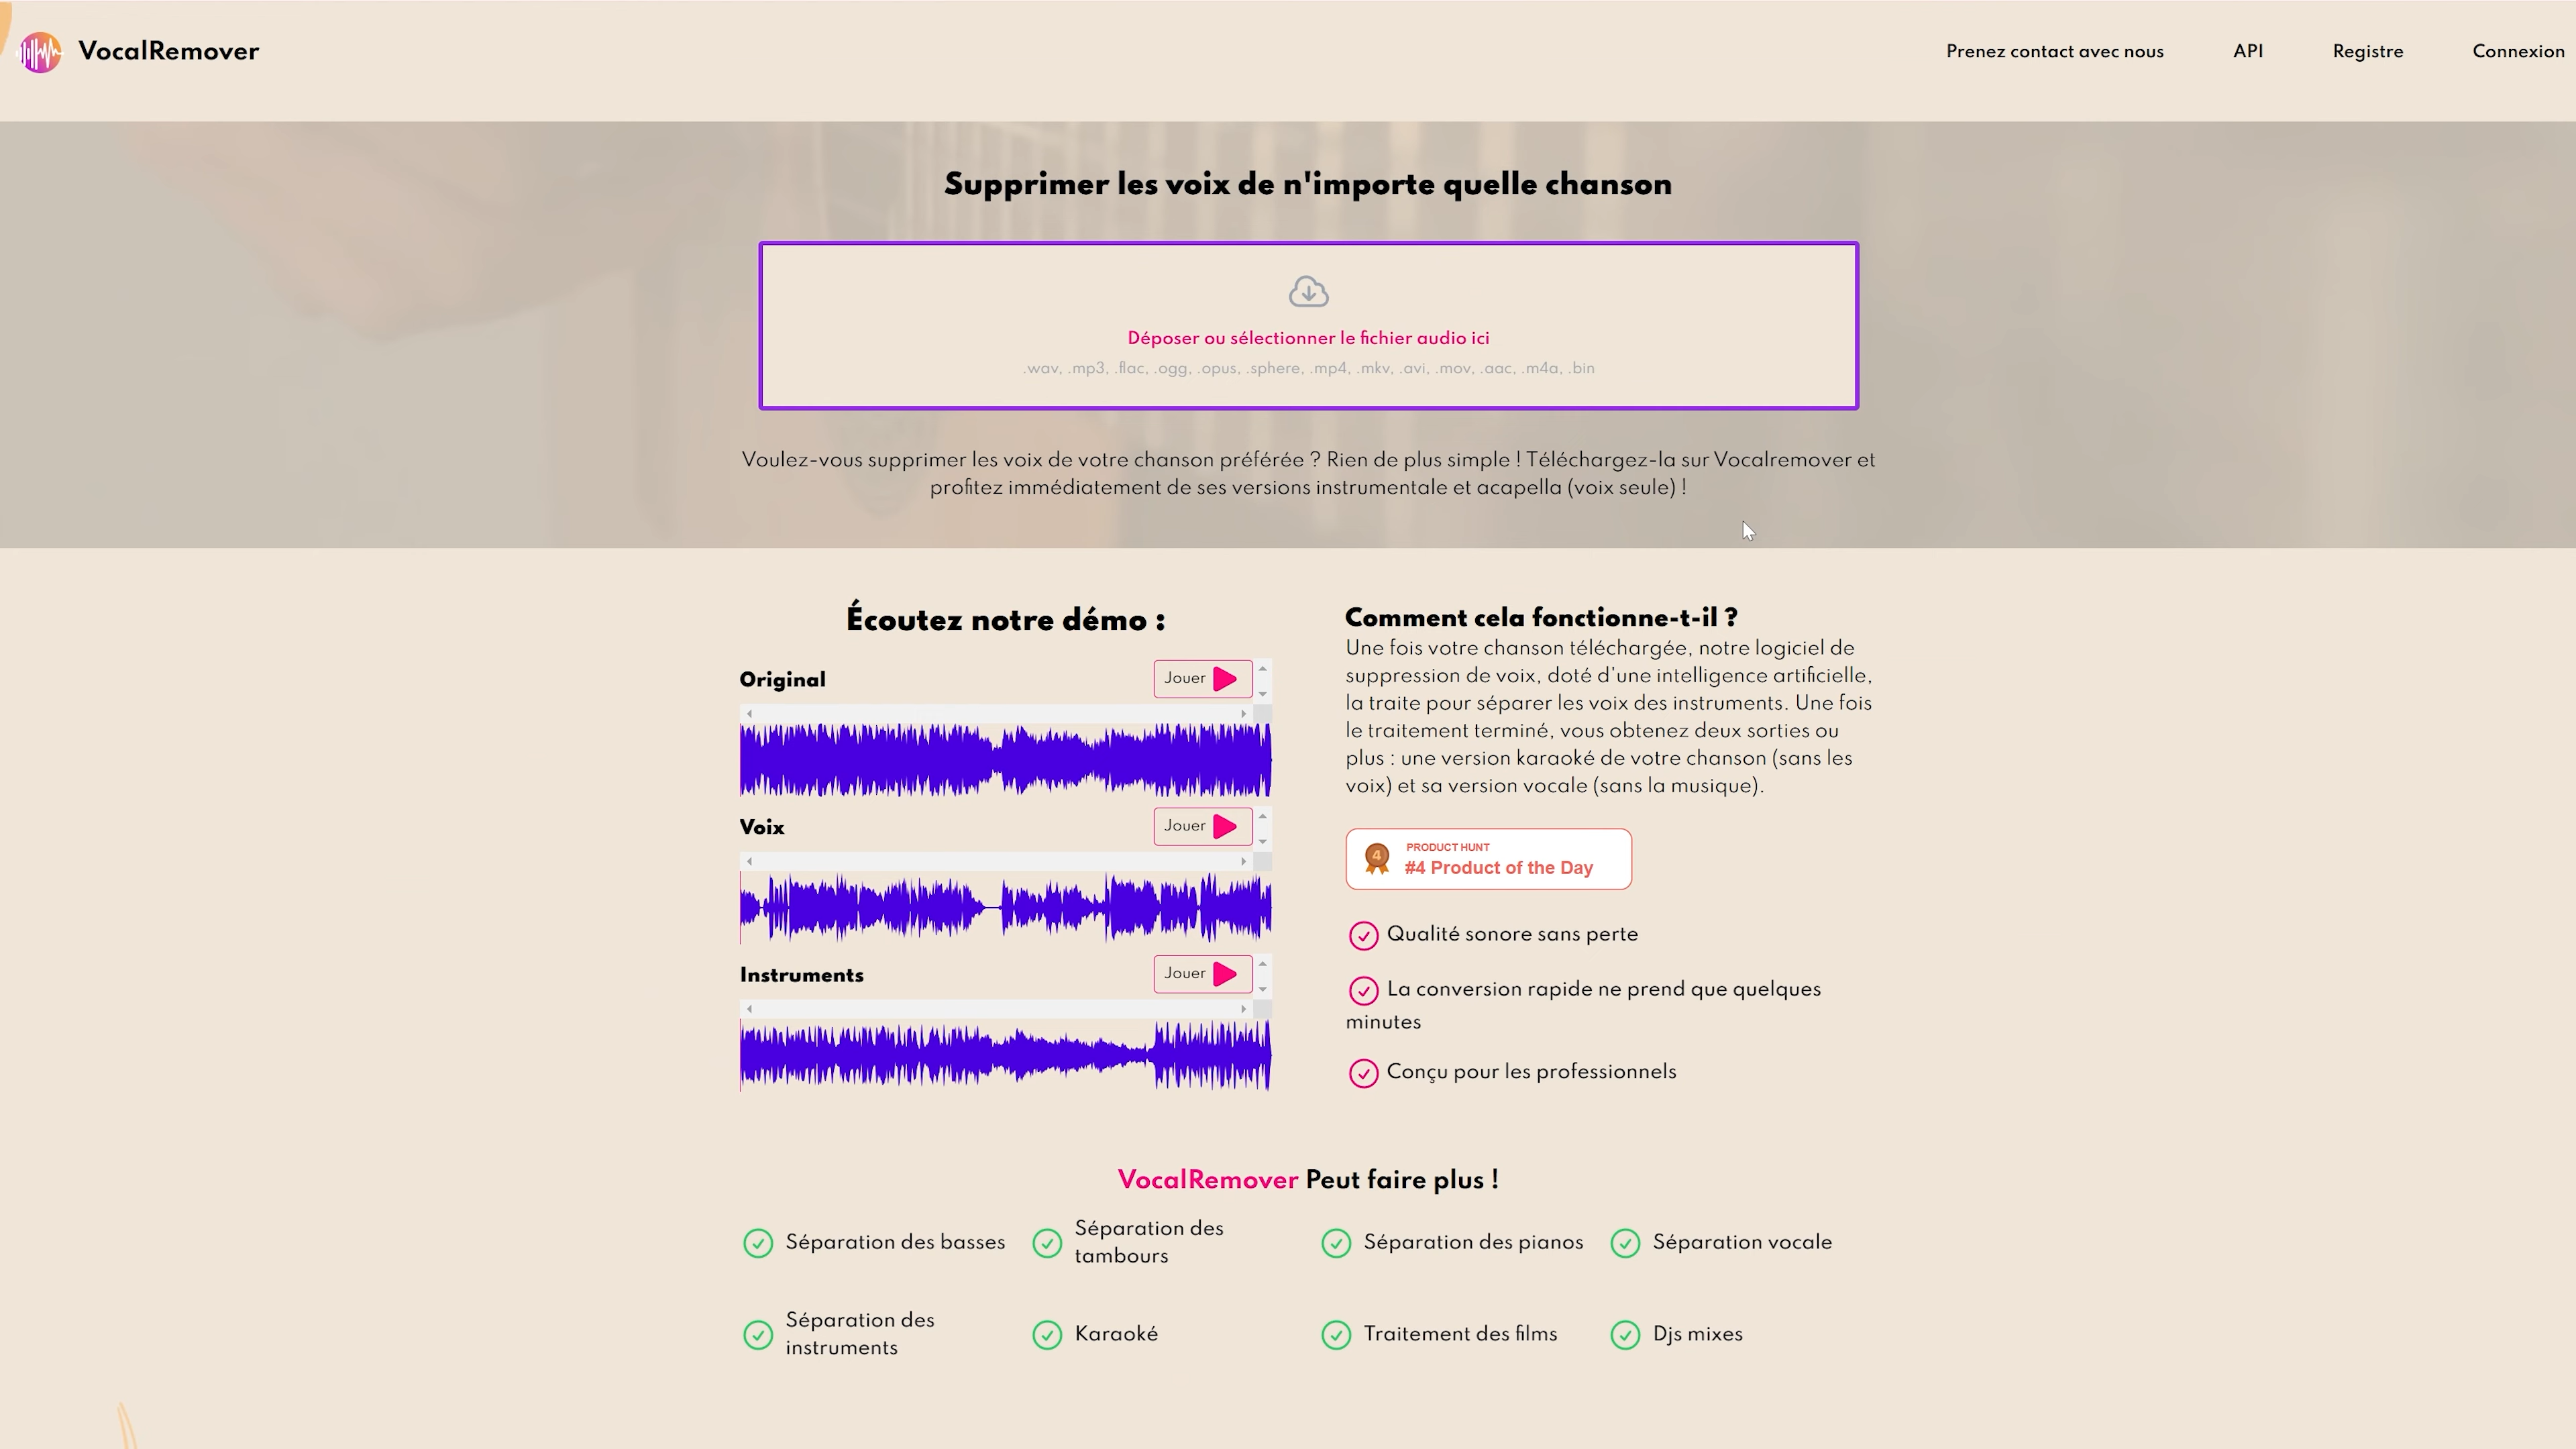 VocalRemover
Prenez contact avec nous
API
Registre
Connexion
Supprimer les voix de n'importe quelle chanson
Déposer ou sélectionner le fichier audio ici
.wav, .mp3, .flac, .ogg, .opus, .sphere, .mp4, .mkv, .avi, .mov, .aac, .m4a, .bin
Voulez-vous supprimer les voix de votre chanson préférée ? Rien de plus simple ! Téléchargez-la sur Vocalremover et
profitez immédiatement de ses versions instrumentale et acapella (voix seule) !
Écoutez notre démo :
Original
Jouer
Voix
Jouer
Instruments
Jouer
Comment cela fonctionne-t-il ?
Une fois votre chanson téléchargée, notre logiciel de
suppression de voix, doté d'une intelligence artificielle,
la traite pour séparer les voix des instruments. Une fois
le traitement terminé, vous obtenez deux sorties ou
plus : une version karaoké de votre chanson (sans les
voix) et sa version vocale (sans la musique).
4
PRODUCT HUNT
#4 Product of the Day
Qualité sonore sans perte
La conversion rapide ne prend que quelques
minutes
Conçu pour les professionnels
VocalRemover Peut faire plus !
Séparation des basses
Séparation des
tambours
Séparation des pianos
Séparation vocale
Séparation des
instruments
Karaoké
Traitement des films
Djs mixes